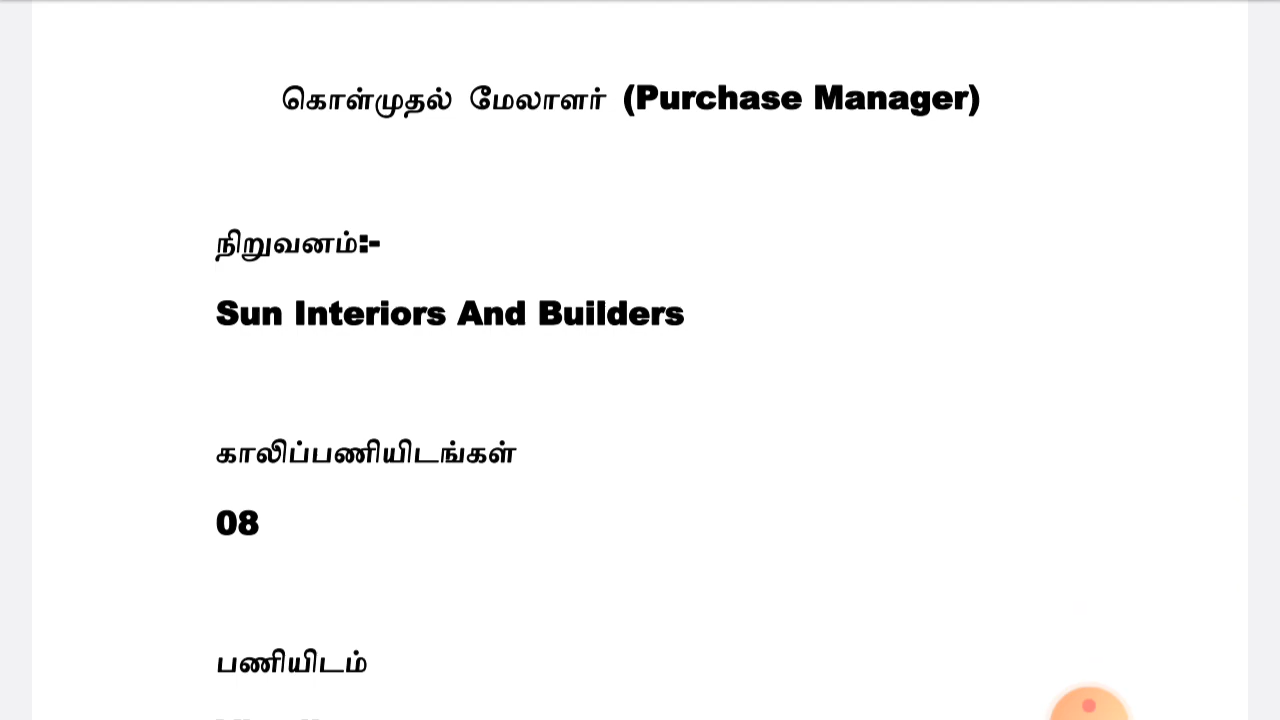 கொள்முதல் மேலாளர் (Purchase Manager)
நிறுவனம்:-
Sun Interiors And Builders
காலிப்பணியிடங்கள்
08
பணியிடம்